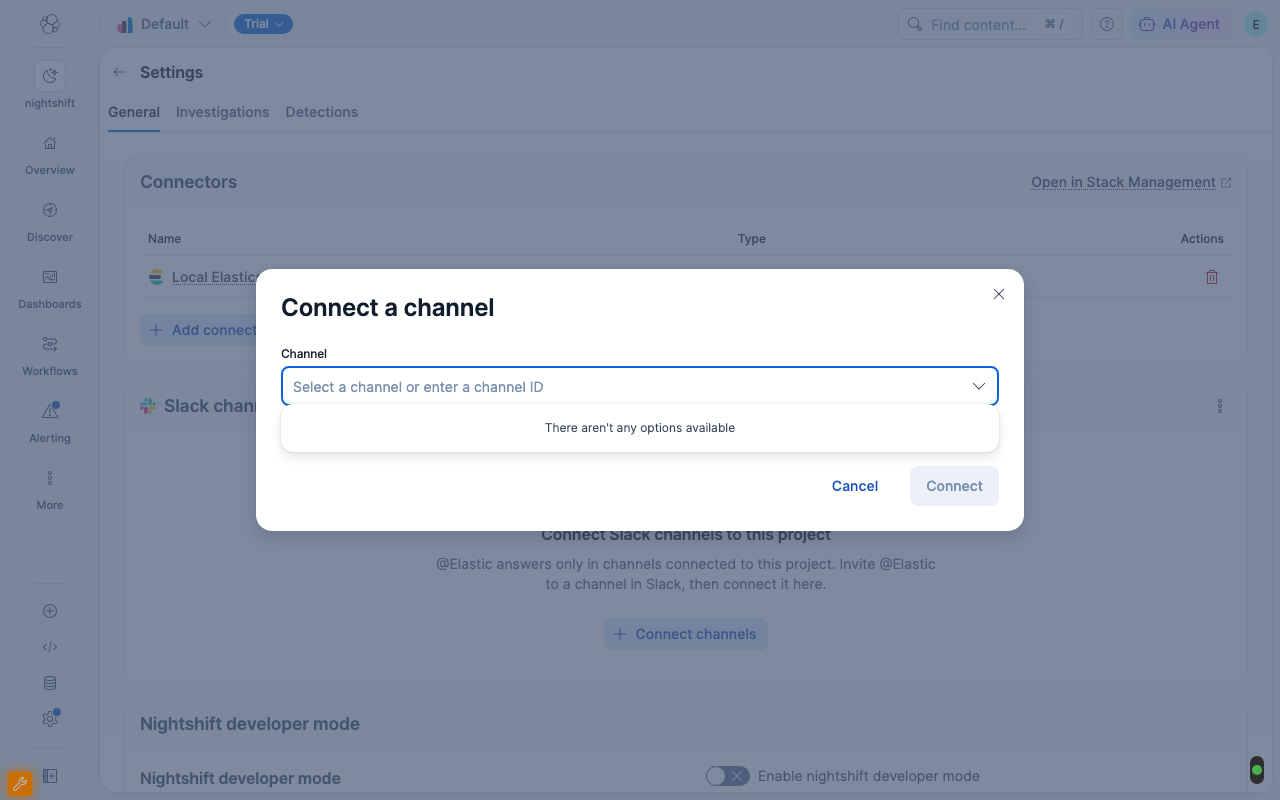 Default
Trial
Find content...
⌘ /
AI Agent
E
Settings
nightshift
General
Investigations
Detections
Overview
Connectors
Open in Stack Management
Discover
Name
Type
Actions
Local Elastic
Dashboards
Add connect
Connect a channel
Channel
Workflows
Select a channel or enter a channel ID
Slack chan
There aren't any options available
Alerting
Cancel
Connect
More
Connect Slack channels to this project
@Elastic answers only in channels connected to this project. Invite @Elastic
to a channel in Slack, then connect it here.
Connect channels
Nightshift developer mode
Nightshift developer mode
Enable nightshift developer mode